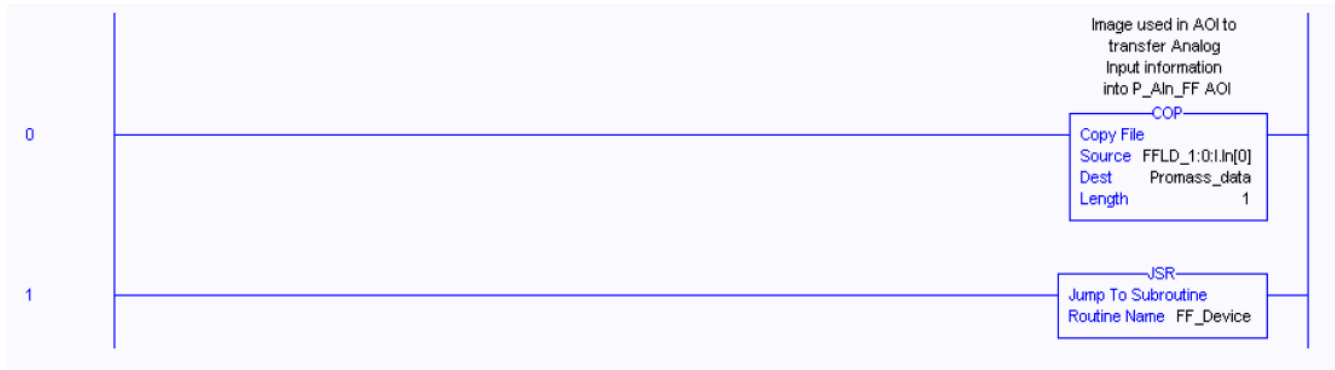 Image used in AOI to
transfer Analog
Input information
into P_AIn_FF AOI
COP
0
Copy File
Source FFLD_1:0:I.In[0]
Dest Promass_data
Length 1
JSR
1
Jump To Subroutine
Routine Name FF_Device